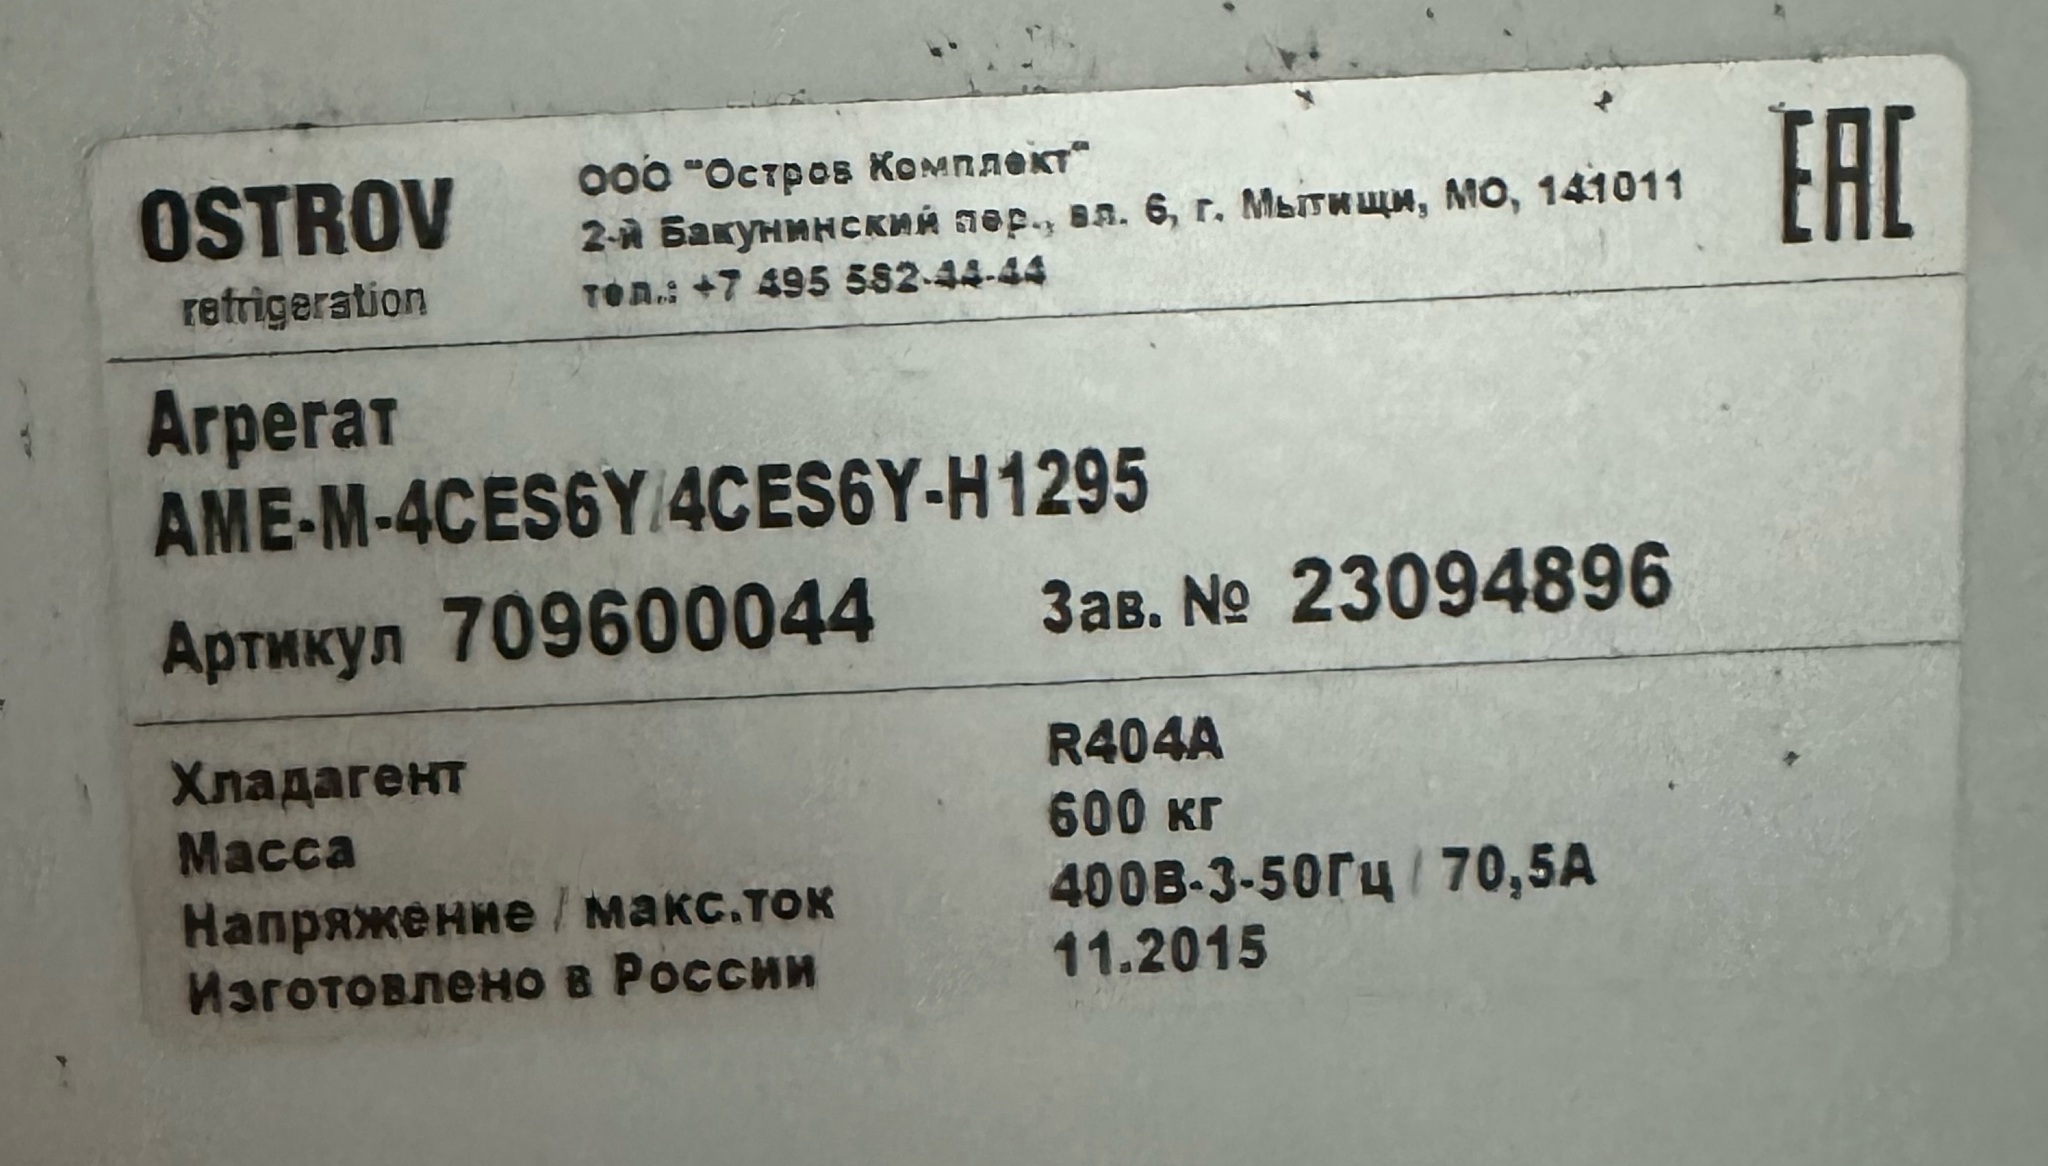 OSTROV
refrigeration
ООО "Остров Комплект"
2-й Бакунинский пер., вл. 6, г. Мытищи, МО, 141011
тел.: +7 495 582-44-44
EAC
Агрегат
AME-M-4CES6Y/4CES6Y-H1295
Артикул 709600044 Зав. № 23094896
Хладагент R404A
Масса 600 кг
Напряжение / макс.ток 400В-3-50Гц / 70,5А
Изготовлено в России 11.2015